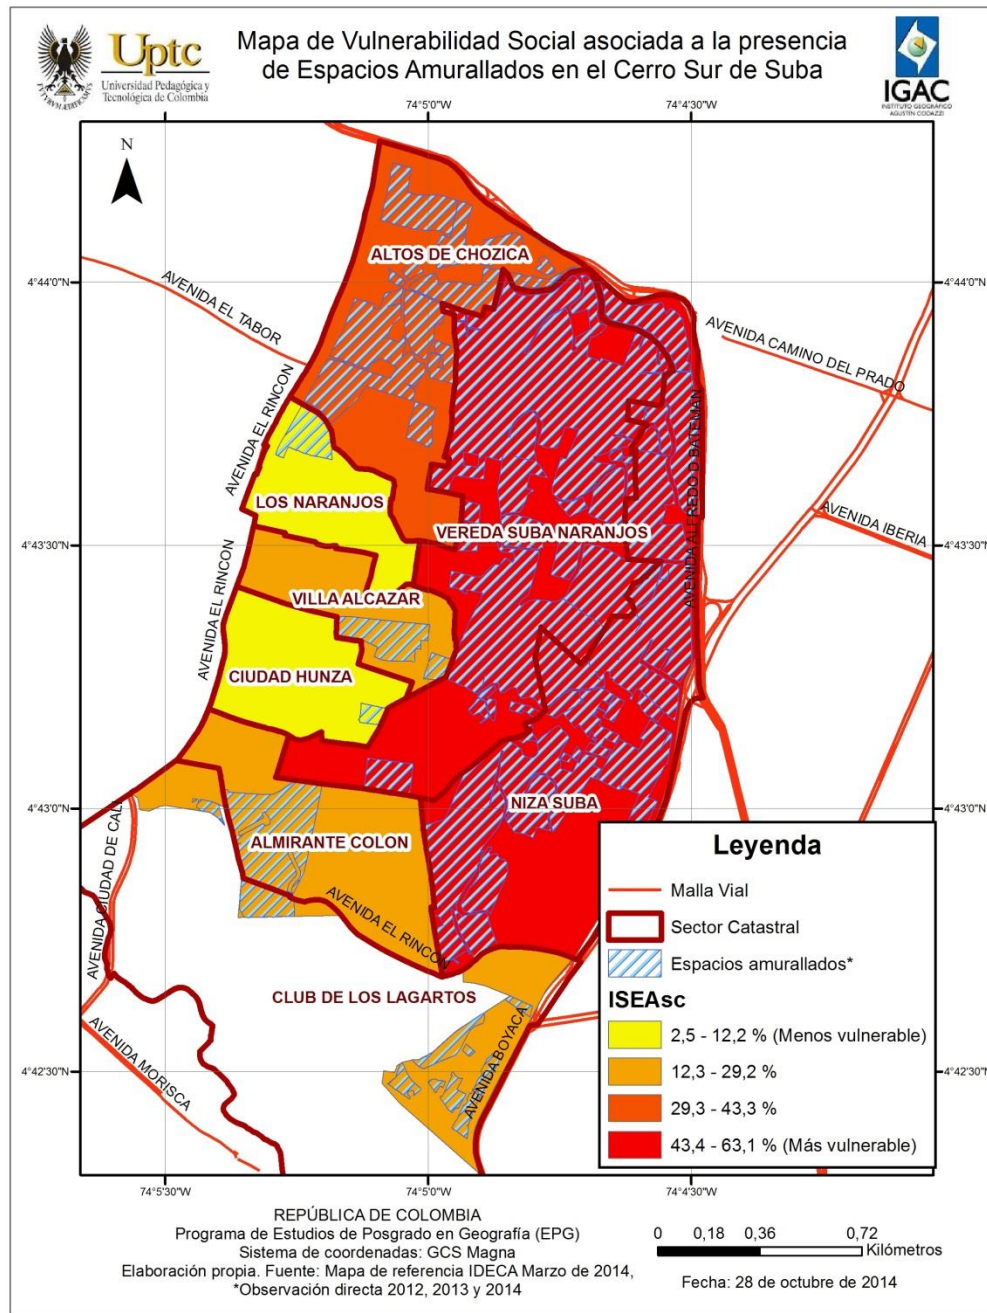 Uptc
Universidad Pedagógica y
Tecnológica de Colombia
Mapa de Vulnerabilidad Social asociada a la presencia
de Espacios Amurallados en el Cerro Sur de Suba
IGAC
INSTITUTO GEOGRÁFICO
AGUSTÍN CODAZZI
74°5'0"W
74°4'30"W
N
ALTOS DE CHOZICA
4°44'0"N
4°44'0"N
AVENIDA EL TABOR
AVENIDA CAMINO DEL PRADO
AVENIDA EL RINCON
AVENIDA ALFREDO D BATEMAN
LOS NARANJOS
VEREDA SUBA NARANJOS
AVENIDA IBERIA
4°43'30"N
4°43'30"N
VILLA ALCAZAR
AVENIDA EL RINCON
CIUDAD HUNZA
4°43'0"N
4°43'0"N
NIZA SUBA
ALMIRANTE COLON
AVENIDA CIUDAD DE CALI
AVENIDA EL RINCON
CLUB DE LOS LAGARTOS
AVENIDA BOYACA
AVENIDA MORISCA
4°42'30"N
4°42'30"N
Leyenda
Malla Vial
Sector Catastral
Espacios amurallados*
ISEAsc
2,5 - 12,2 % (Menos vulnerable)
12,3 - 29,2 %
29,3 - 43,3 %
43,4 - 63,1 % (Más vulnerable)
74°5'30"W
74°5'0"W
74°4'30"W
REPÚBLICA DE COLOMBIA
Programa de Estudios de Posgrado en Geografía (EPG)
Sistema de coordenadas: GCS Magna
Elaboración propia. Fuente: Mapa de referencia IDECA Marzo de 2014,
*Observación directa 2012, 2013 y 2014
0 0,18 0,36 0,72
Kilómetros
Fecha: 28 de octubre de 2014